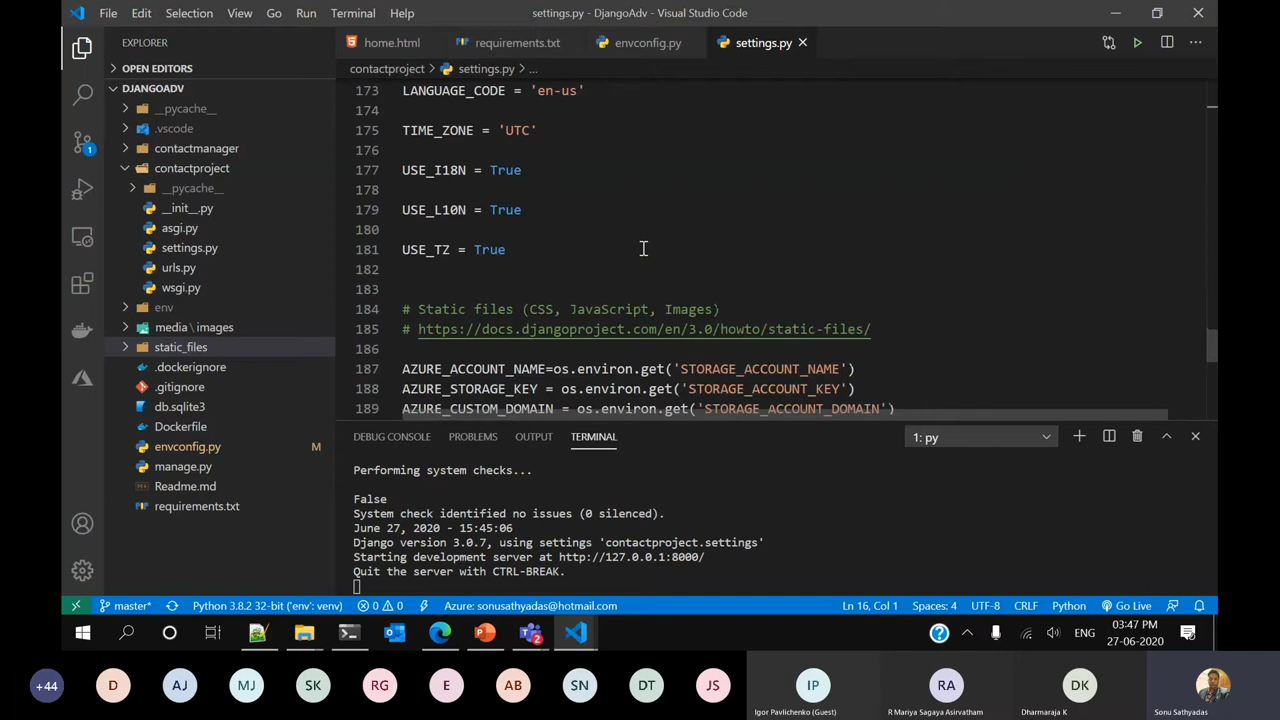 File Edit Selection View Go Run Terminal Help
settings.py - DjangoAdv - Visual Studio Code
EXPLORER
home.html
requirements.txt
envconfig.py
settings.py
OPEN EDITORS
contactproject > settings.py > ...
DJANGOADV
__pycache__
.vscode
contactmanager
contactproject
__pycache__
__init__.py
asgi.py
settings.py
urls.py
wsgi.py
env
media\images
static_files
.dockerignore
.gitignore
db.sqlite3
Dockerfile
envconfig.py M
manage.py
Readme.md
requirements.txt
1
173 LANGUAGE_CODE = 'en-us'
174
175 TIME_ZONE = 'UTC'
176
177 USE_I18N = True
178
179 USE_L10N = True
180
181 USE_TZ = True
182
183
184 # Static files (CSS, JavaScript, Images)
185 # https://docs.djangoproject.com/en/3.0/howto/static-files/
186
187 AZURE_ACCOUNT_NAME=os.environ.get('STORAGE_ACCOUNT_NAME')
188 AZURE_STORAGE_KEY = os.environ.get('STORAGE_ACCOUNT_KEY')
189 AZURE_CUSTOM_DOMAIN = os.environ.get('STORAGE_ACCOUNT_DOMAIN')
DEBUG CONSOLE PROBLEMS OUTPUT TERMINAL
1: py
Performing system checks...
False
System check identified no issues (0 silenced).
June 27, 2020 - 15:45:06
Django version 3.0.7, using settings 'contactproject.settings'
Starting development server at http://127.0.0.1:8000/
Quit the server with CTRL-BREAK.
master* Python 3.8.2 32-bit ('env': venv) 0 0 Azure: sonusathyadas@hotmail.com Ln 16, Col 1 Spaces: 4 UTF-8 CRLF Python Go Live
2
ENG
03:47 PM
27-06-2020
+44 D AJ MJ SK RG E AB SN DT JS IP RA DK
Igor Pavlichenko (Guest) R Mariya Sagaya Asirvatham Dharmaraja K Sonu Sathyadas